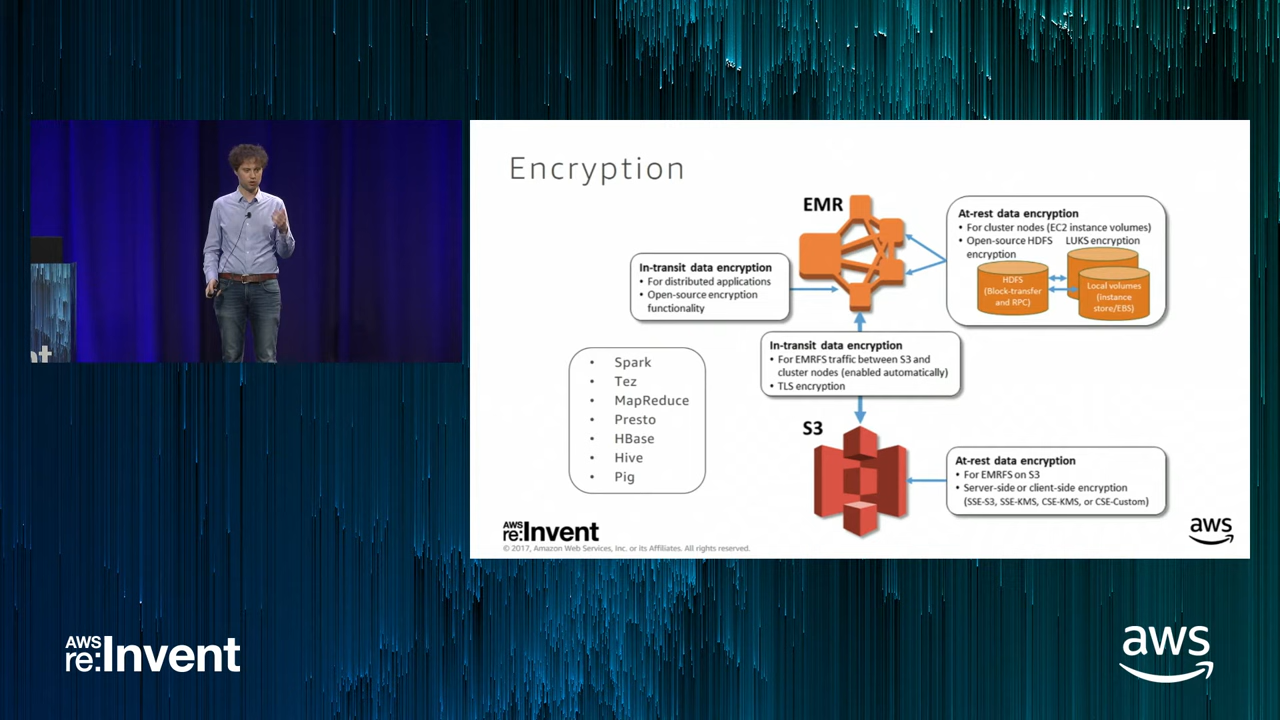 Encryption
EMR
At-rest data encryption
• For cluster nodes (EC2 instance volumes)
• Open-source HDFS encryption
LUKS encryption
HDFS
(Block-transfer
and RPC)
Local volumes
(instance
store/EBS)
In-transit data encryption
• For distributed applications
• Open-source encryption
functionality
In-transit data encryption
• For EMRFS traffic between S3 and
cluster nodes (enabled automatically)
• TLS encryption
• Spark
• Tez
• MapReduce
• Presto
• HBase
• Hive
• Pig
S3
At-rest data encryption
• For EMRFS on S3
• Server-side or client-side encryption
(SSE-S3, SSE-KMS, CSE-KMS, or CSE-Custom)
AWS
re:Invent
© 2017, Amazon Web Services, Inc. or its Affiliates. All rights reserved.
aws
nt
AWS
re:Invent
aws